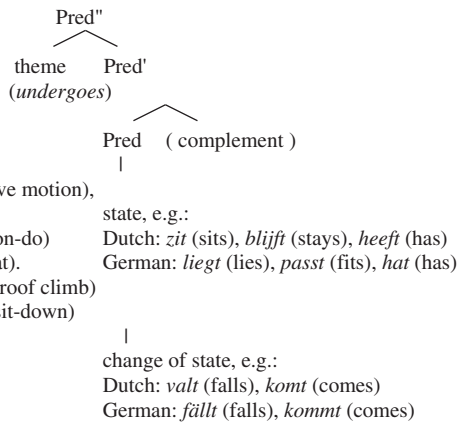 Pred"
theme Pred'
(undergoes)
Pred ( complement )
ve motion),
state, e.g.:
on-do) Dutch: zit (sits), blijft (stays), heeft (has)
at). German: liegt (lies), passt (fits), hat (has)
roof climb)
sit-down)
change of state, e.g.:
Dutch: valt (falls), komt (comes)
German: fällt (falls), kommt (comes)